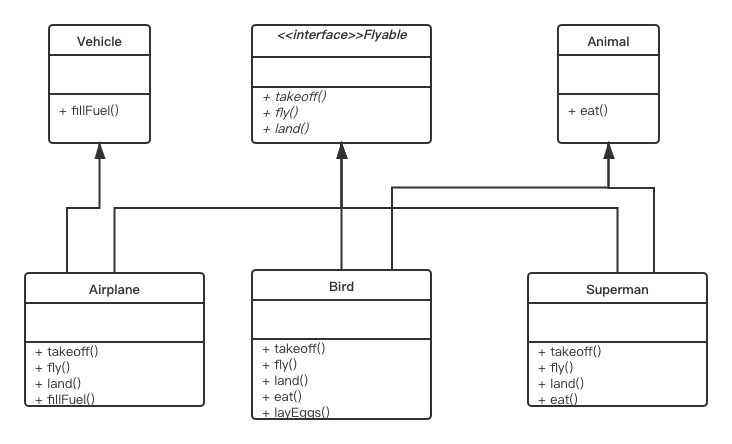 Vehicle
+ fillFuel()
<<interface>>Flyable
+ takeoff()
+ fly()
+ land()
Animal
+ eat()
Airplane
+ takeoff()
+ fly()
+ land()
+ fillFuel()
Bird
+ takeoff()
+ fly()
+ land()
+ eat()
+ layEggs()
Superman
+ takeoff()
+ fly()
+ land()
+ eat()